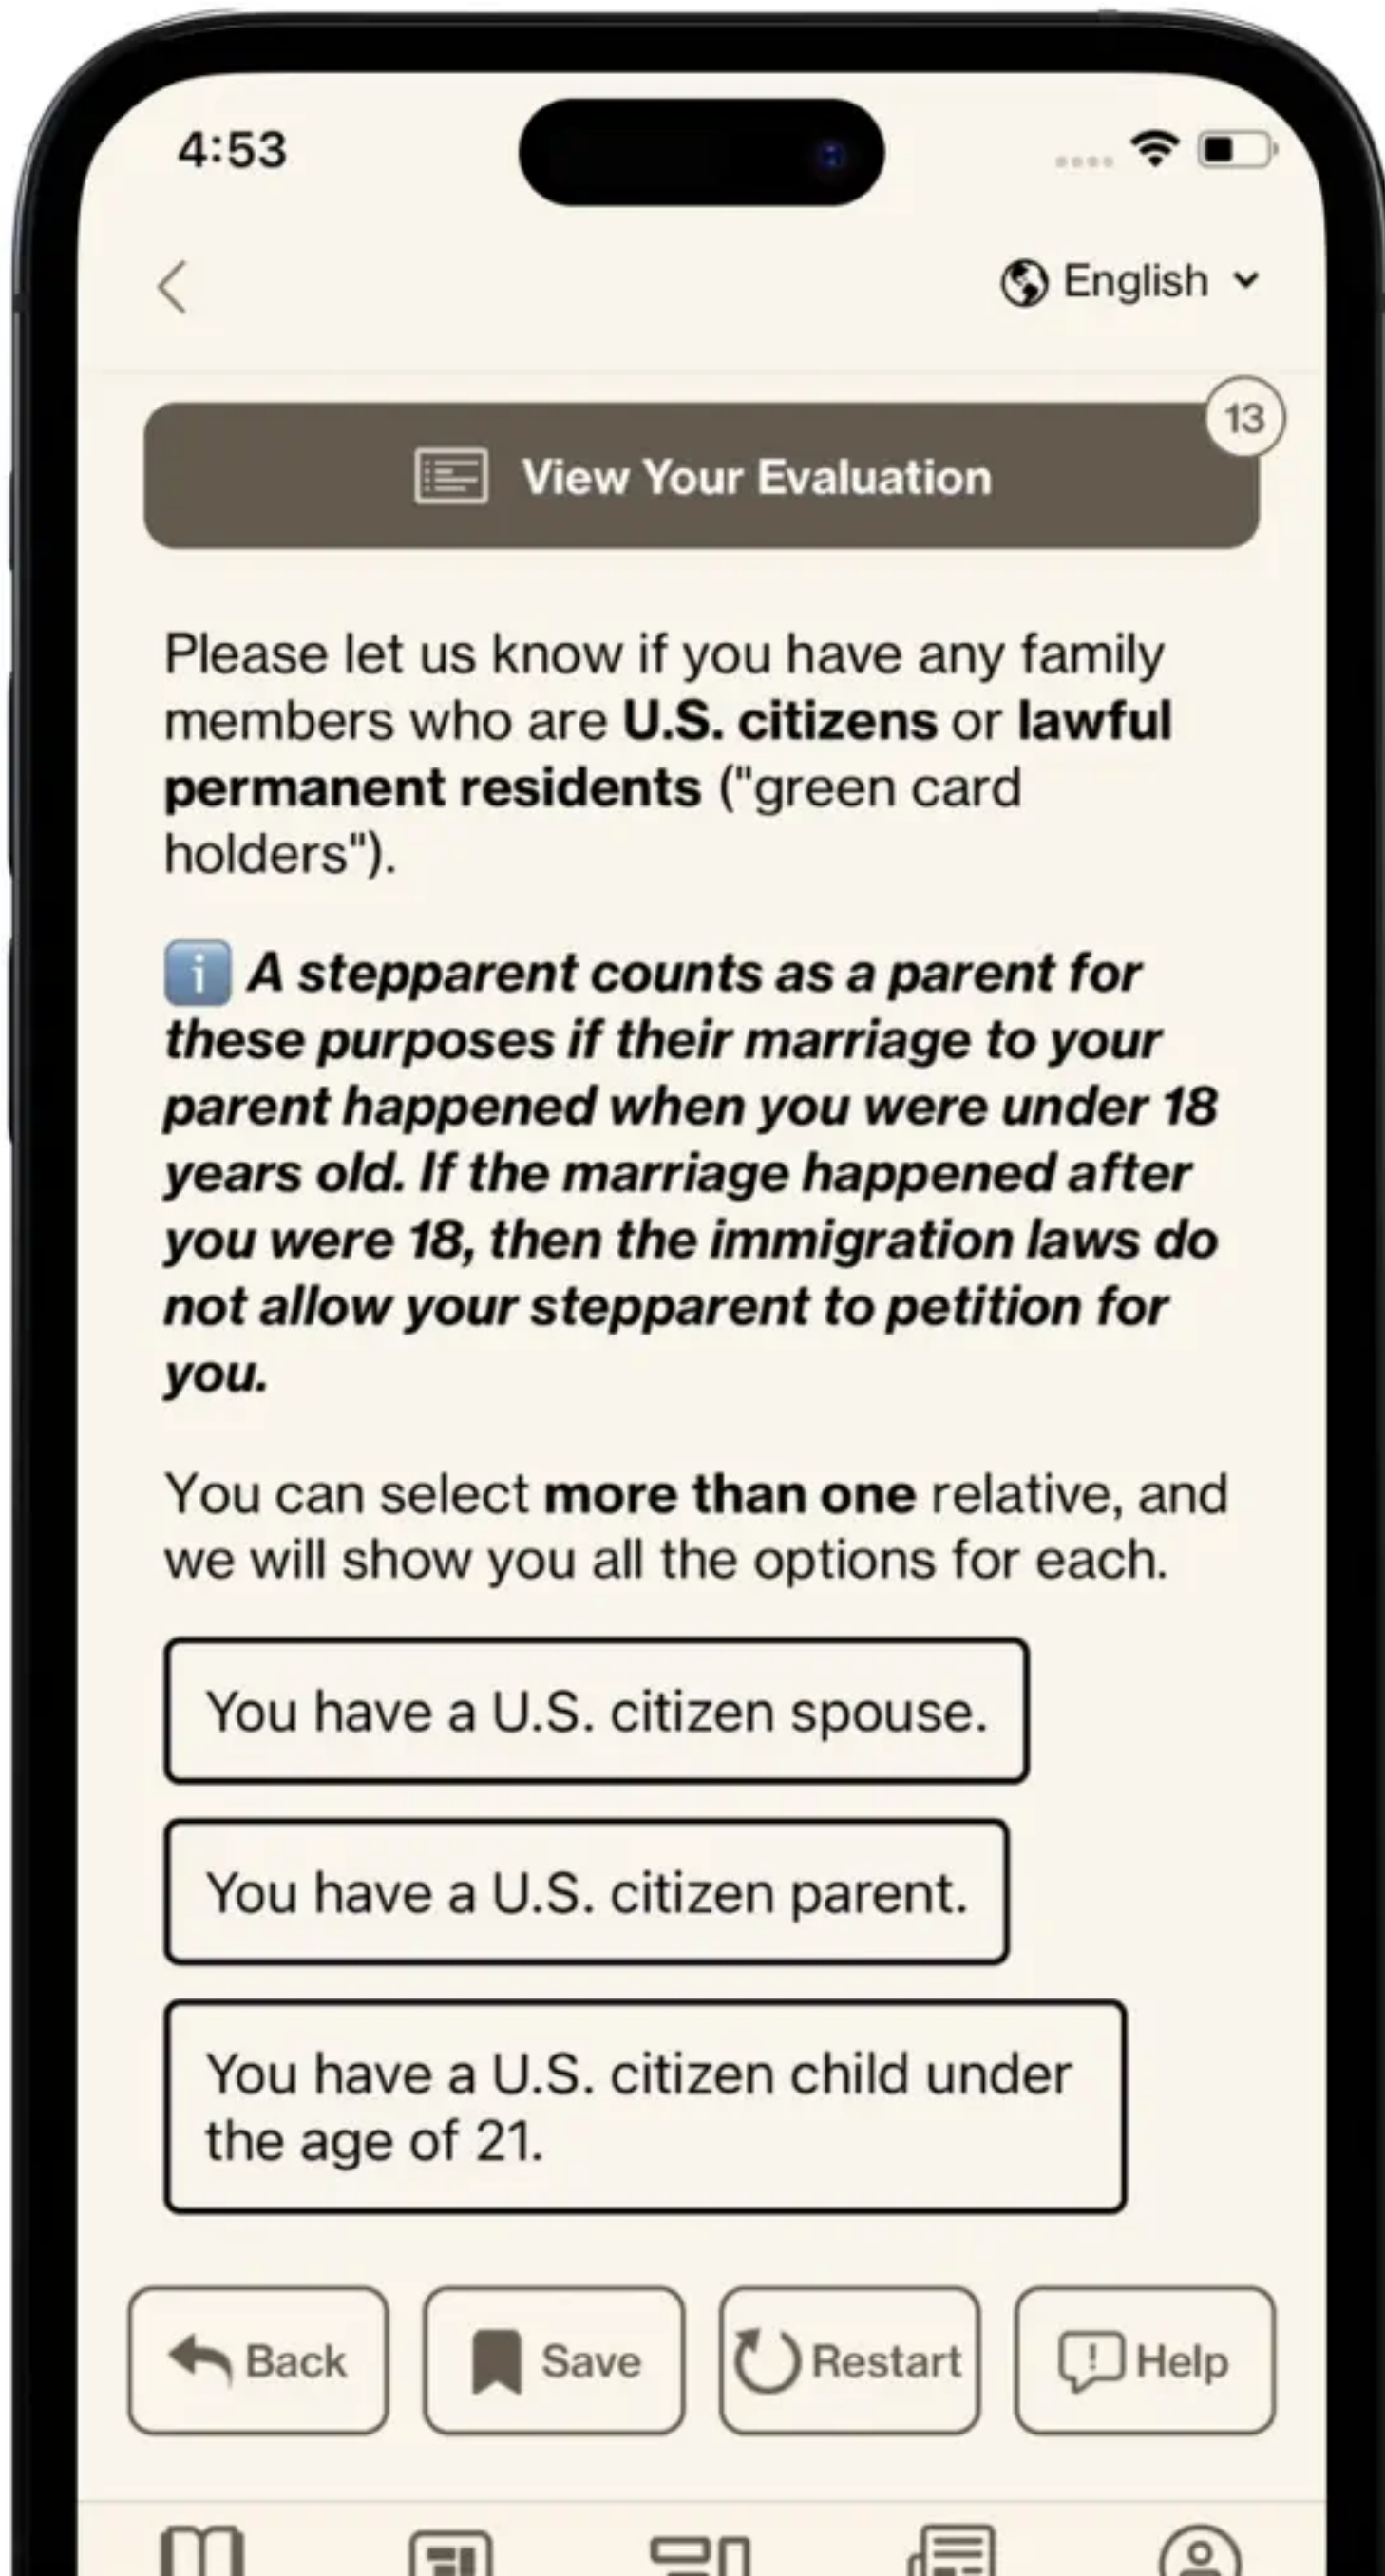 4:53
English
13
View Your Evaluation
Please let us know if you have any family
members who are U.S. citizens or lawful
permanent residents ("green card
holders").
i A stepparent counts as a parent for
these purposes if their marriage to your
parent happened when you were under 18
years old. If the marriage happened after
you were 18, then the immigration laws do
not allow your stepparent to petition for
you.
You can select more than one relative, and
we will show you all the options for each.
You have a U.S. citizen spouse.
You have a U.S. citizen parent.
You have a U.S. citizen child under
the age of 21.
Back Save Restart Help